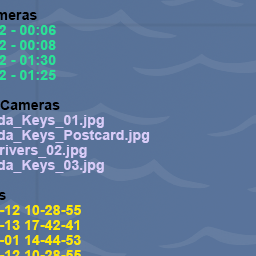 meras
2 - 00:06
2 - 00:08
2 - 01:30
2 - 01:25
Cameras
da_Keys_01.jpg
da_Keys_Postcard.jpg
rivers_02.jpg
da_Keys_03.jpg
s
-12 10-28-55
-13 17-42-41
-01 14-44-53
-12 10-28-55